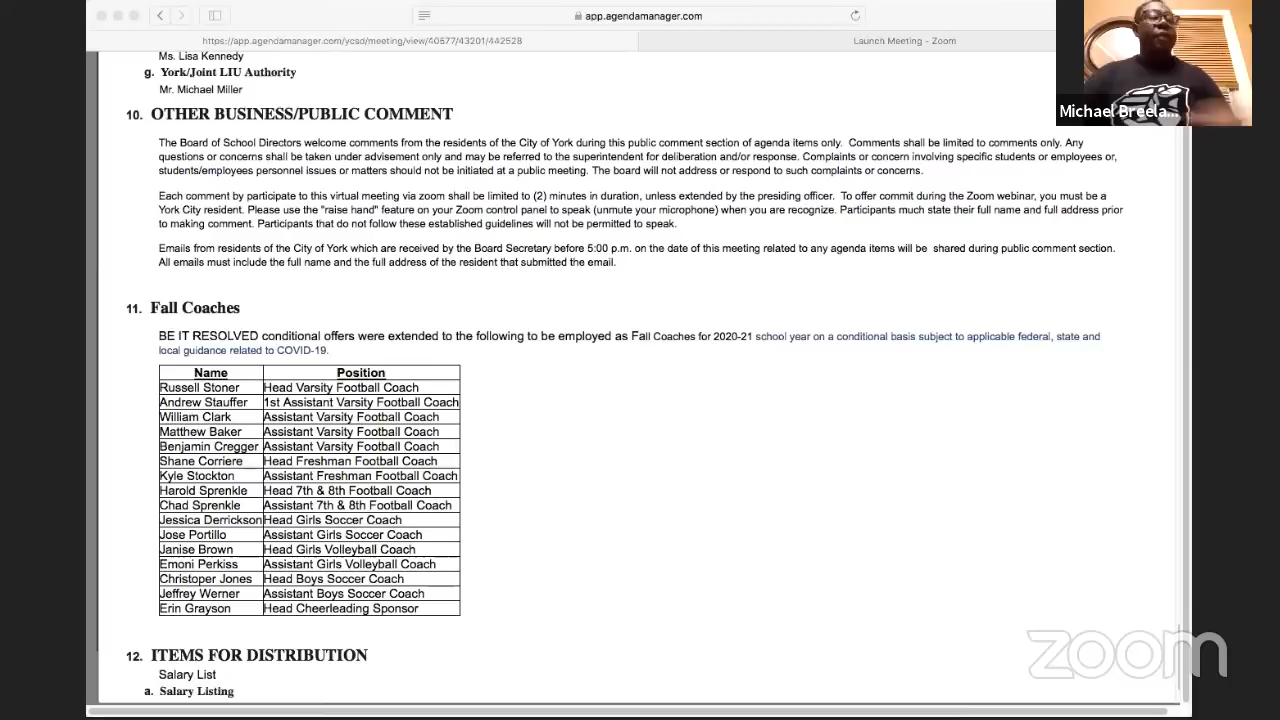 app.agendamanager.com
https://app.agendamanager.com/ycsd/meeting/view/40577/43201/442528
Launch Meeting - Zoom
Michael Breela...
Ms. Lisa Kennedy
g. York/Joint LIU Authority
Mr. Michael Miller
10. OTHER BUSINESS/PUBLIC COMMENT
The Board of School Directors welcome comments from the residents of the City of York during this public comment section of agenda items only. Comments shall be limited to comments only. Any
questions or concerns shall be taken under advisement only and may be referred to the superintendent for deliberation and/or response. Complaints or concern involving specific students or employees or,
students/employees personnel issues or matters should not be initiated at a public meeting. The board will not address or respond to such complaints or concerns.
Each comment by participate to this virtual meeting via zoom shall be limited to (2) minutes in duration, unless extended by the presiding officer. To offer commit during the Zoom webinar, you must be a
York City resident. Please use the "raise hand" feature on your Zoom control panel to speak (unmute your microphone) when you are recognize. Participants much state their full name and full address prior
to making comment. Participants that do not follow these established guidelines will not be permitted to speak.
Emails from residents of the City of York which are received by the Board Secretary before 5:00 p.m. on the date of this meeting related to any agenda items will be shared during public comment section.
All emails must include the full name and the full address of the resident that submitted the email.
11. Fall Coaches
BE IT RESOLVED conditional offers were extended to the following to be employed as Fall Coaches for 2020-21 school year on a conditional basis subject to applicable federal, state and
local guidance related to COVID-19.
Name Position
Russell Stoner Head Varsity Football Coach
Andrew Stauffer 1st Assistant Varsity Football Coach
William Clark Assistant Varsity Football Coach
Matthew Baker Assistant Varsity Football Coach
Benjamin Cregger Assistant Varsity Football Coach
Shane Corriere Head Freshman Football Coach
Kyle Stockton Assistant Freshman Football Coach
Harold Sprenkle Head 7th & 8th Football Coach
Chad Sprenkle Assistant 7th & 8th Football Coach
Jessica Derrickson Head Girls Soccer Coach
Jose Portillo Assistant Girls Soccer Coach
Janise Brown Head Girls Volleyball Coach
Emoni Perkiss Assistant Girls Volleyball Coach
Christoper Jones Head Boys Soccer Coach
Jeffrey Werner Assistant Boys Soccer Coach
Erin Grayson Head Cheerleading Sponsor
12. ITEMS FOR DISTRIBUTION
Salary List
a. Salary Listing
zoom